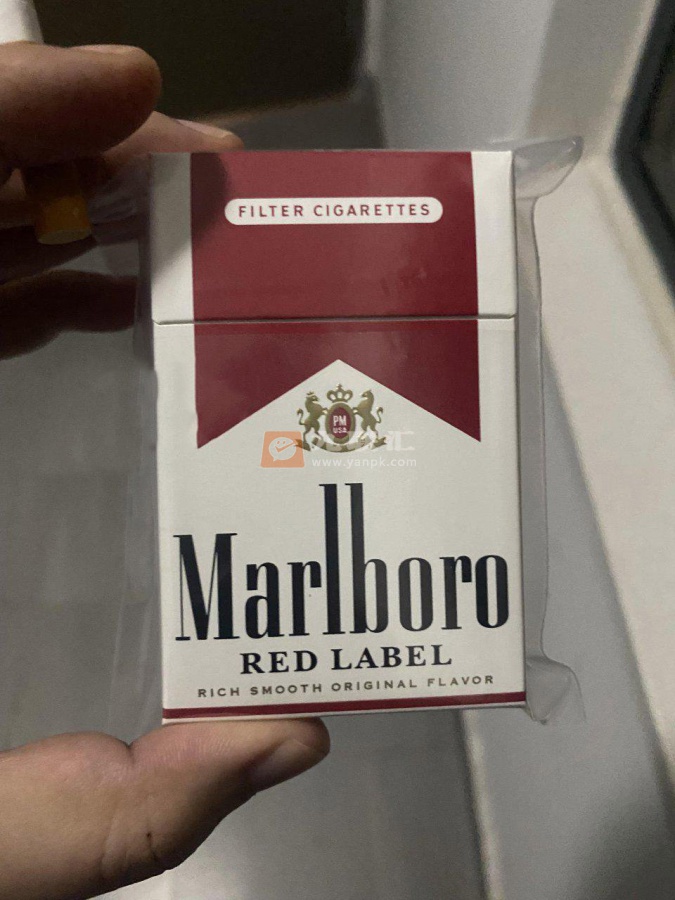 FILTER CIGARETTES
PM
USA
www.yanpk.com
Marlboro
RED LABEL
RICH SMOOTH ORIGINAL FLAVOR